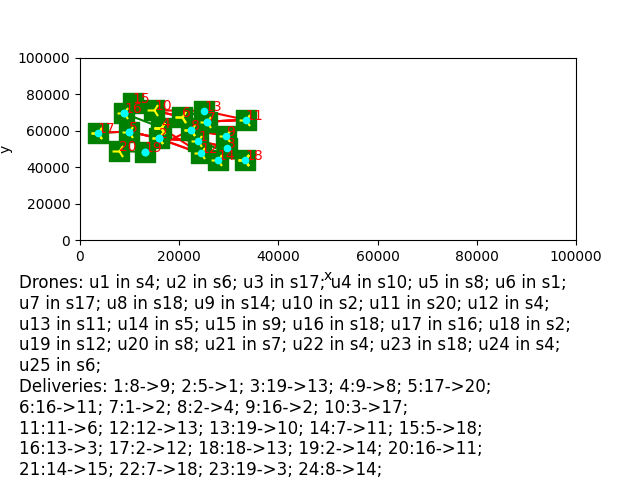 100000
80000
60000
40000
20000
0
y
0 20000 40000 60000 80000 100000
x
Drones: u1 in s4; u2 in s6; u3 in s17; u4 in s10; u5 in s8; u6 in s1;
u7 in s17; u8 in s18; u9 in s14; u10 in s2; u11 in s20; u12 in s4;
u13 in s11; u14 in s5; u15 in s9; u16 in s18; u17 in s16; u18 in s2;
u19 in s12; u20 in s8; u21 in s7; u22 in s4; u23 in s18; u24 in s4;
u25 in s6;
Deliveries: 1:8->9; 2:5->1; 3:19->13; 4:9->8; 5:17->20;
6:16->11; 7:1->2; 8:2->4; 9:16->2; 10:3->17;
11:11->6; 12:12->13; 13:19->10; 14:7->11; 15:5->18;
16:13->3; 17:2->12; 18:18->13; 19:2->14; 20:16->11;
21:14->15; 22:7->18; 23:19->3; 24:8->14;